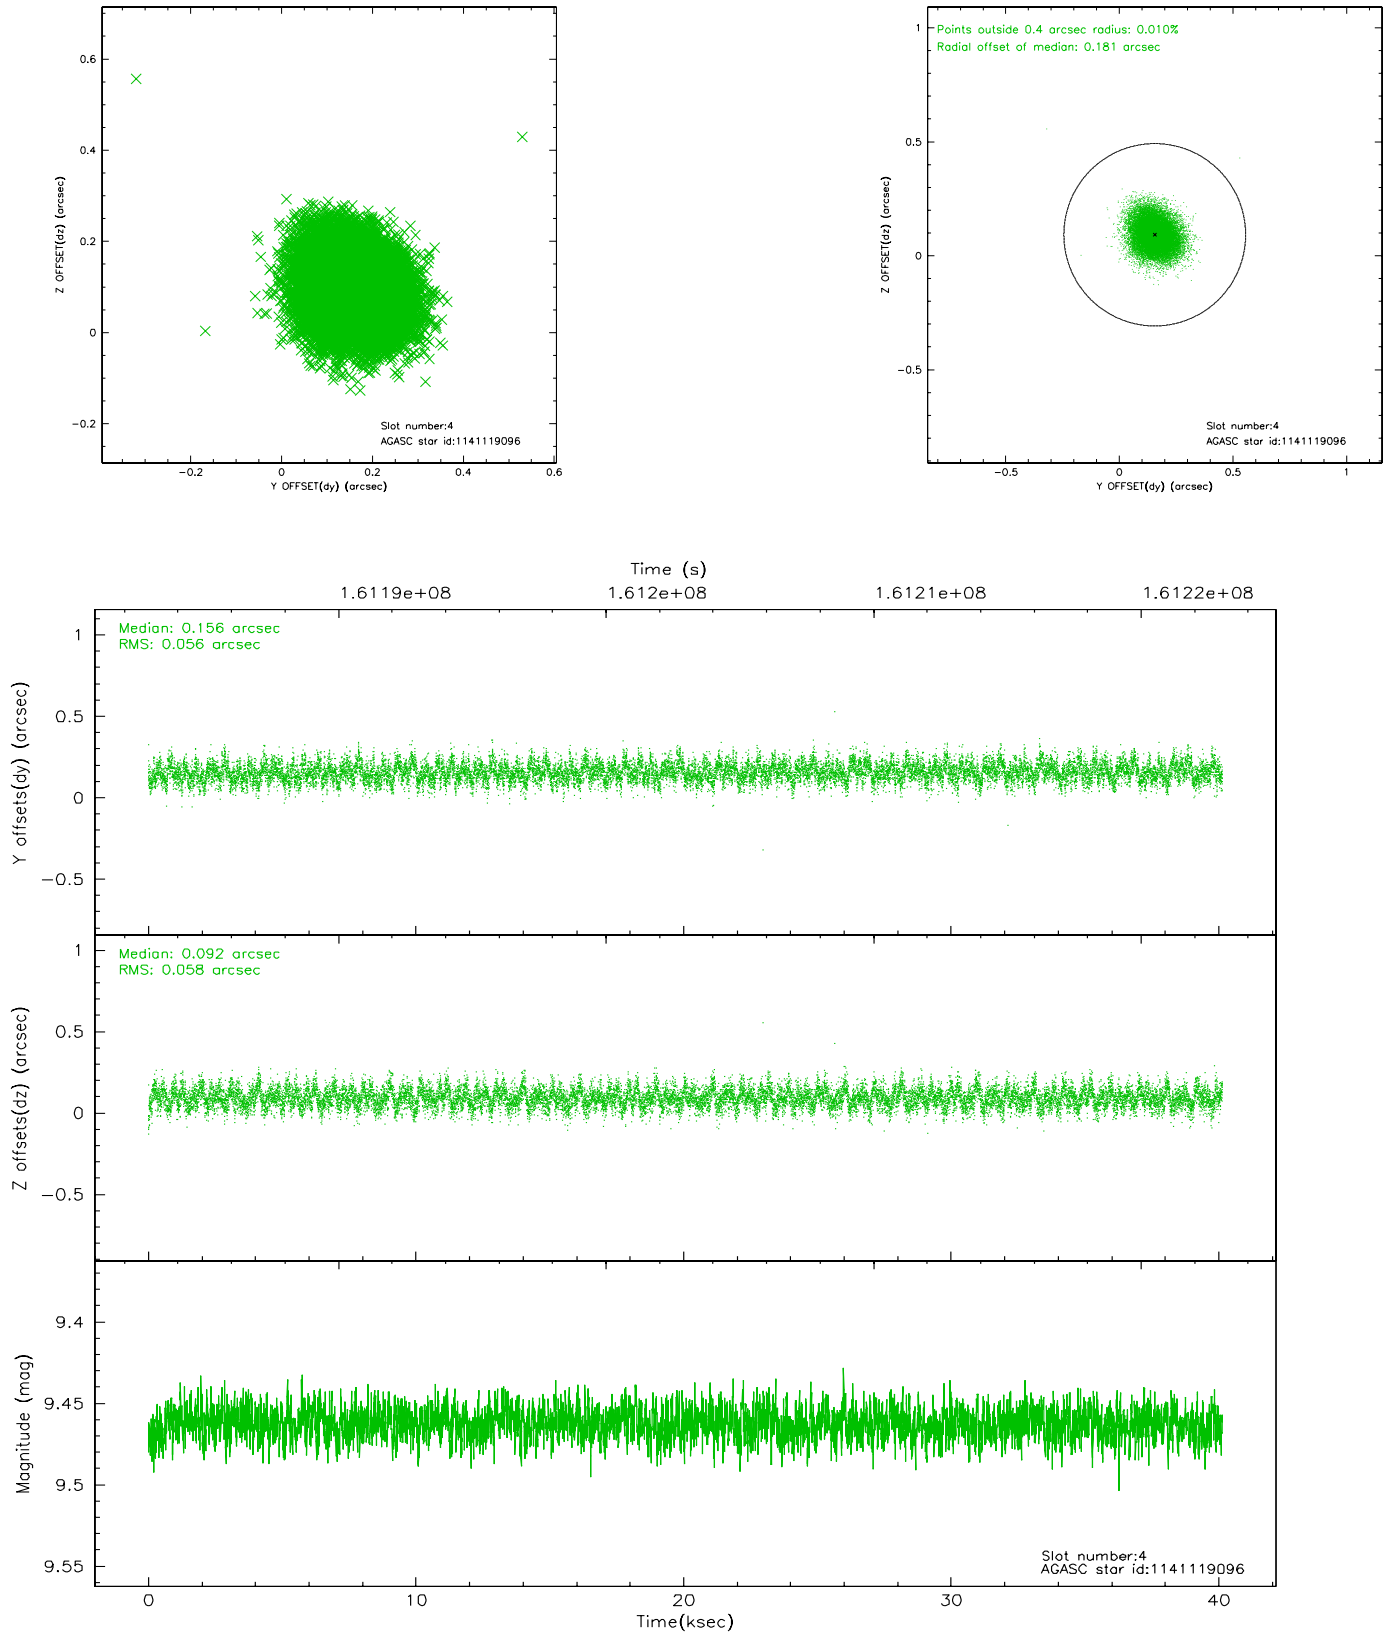 0.6
0.4
0.2
0
−0.2
Z OFFSET(dz) (arcsec)
Slot number:4
AGASC star id:1141119096
−0.2 0 0.2 0.4 0.6
Y OFFSET(dy) (arcsec)
Points outside 0.4 arcsec radius: 0.010%
Radial offset of median: 0.181 arcsec
1
0.5
0
−0.5
Z OFFSET(dz) (arcsec)
Slot number:4
AGASC star id:1141119096
−0.5 0 0.5 1
Y OFFSET(dy) (arcsec)
Time (s)
1.6119e+08 1.612e+08 1.6121e+08 1.6122e+08
Median: 0.156 arcsec
RMS: 0.056 arcsec
1
0.5
0
−0.5
Y offsets(dy) (arcsec)
Median: 0.092 arcsec
RMS: 0.058 arcsec
1
0.5
0
−0.5
Z offsets(dz) (arcsec)
9.4
9.45
9.5
9.55
Magnitude (mag)
Slot number:4
AGASC star id:1141119096
0 10 20 30 40
Time(ksec)